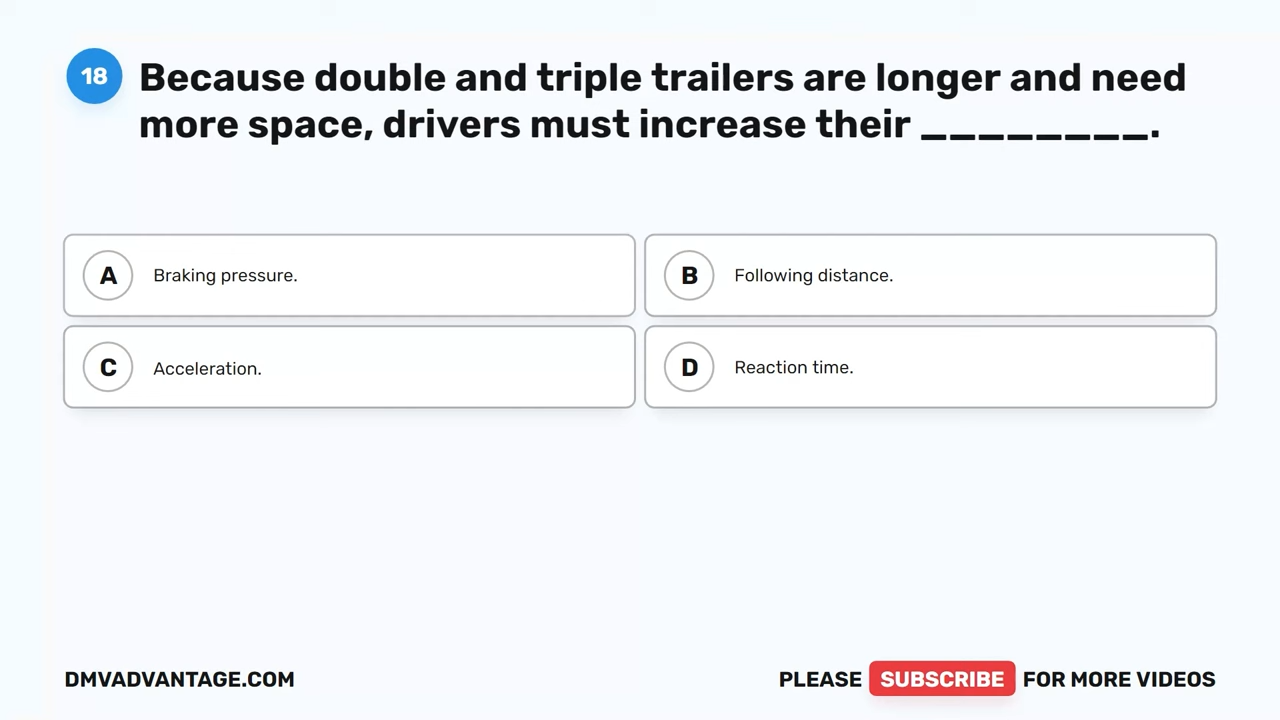 18
Because double and triple trailers are longer and need
more space, drivers must increase their ________.
A Braking pressure.
B Following distance.
C Acceleration.
D Reaction time.
DMVADVANTAGE.COM
PLEASE SUBSCRIBE FOR MORE VIDEOS